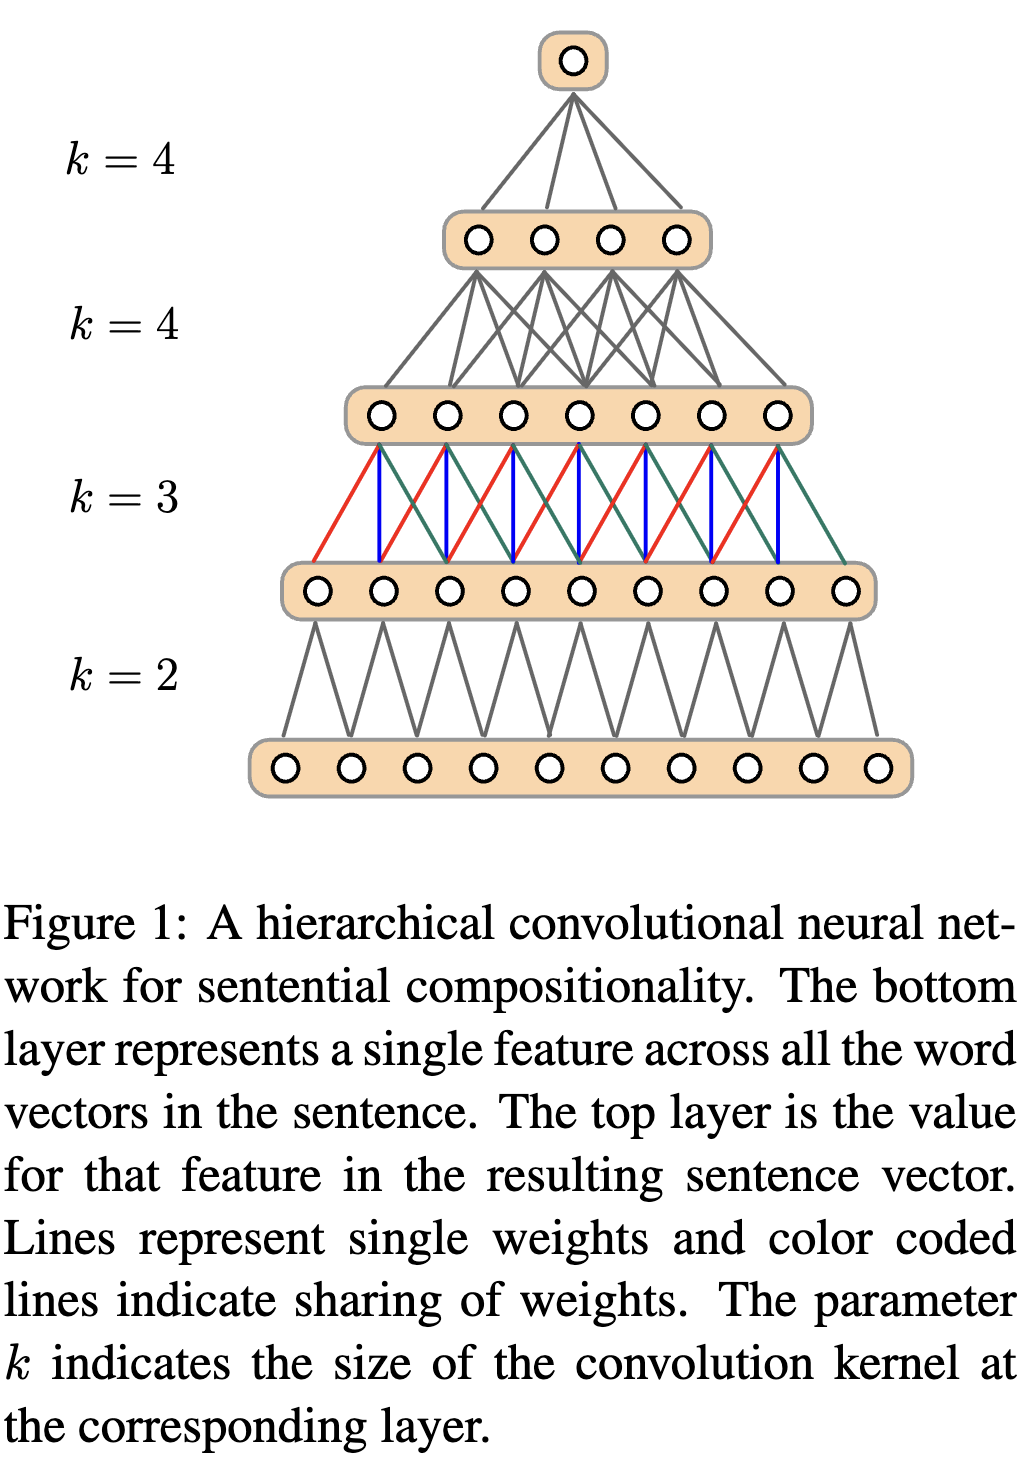 k = 4
k = 4
k = 3
k = 2
Figure 1: A hierarchical convolutional neural net-
work for sentential compositionality. The bottom
layer represents a single feature across all the word
vectors in the sentence. The top layer is the value
for that feature in the resulting sentence vector.
Lines represent single weights and color coded
lines indicate sharing of weights. The parameter
k indicates the size of the convolution kernel at
the corresponding layer.